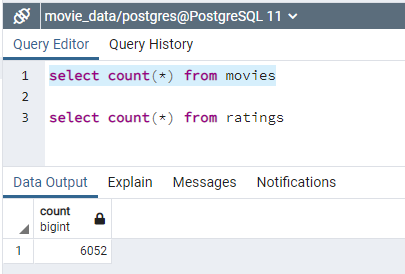 movie_data/postgres@PostgreSQL 11
Query Editor Query History
1 select count(*) from movies
2
3 select count(*) from ratings
Data Output Explain Messages Notifications
count
bigint
1 6052